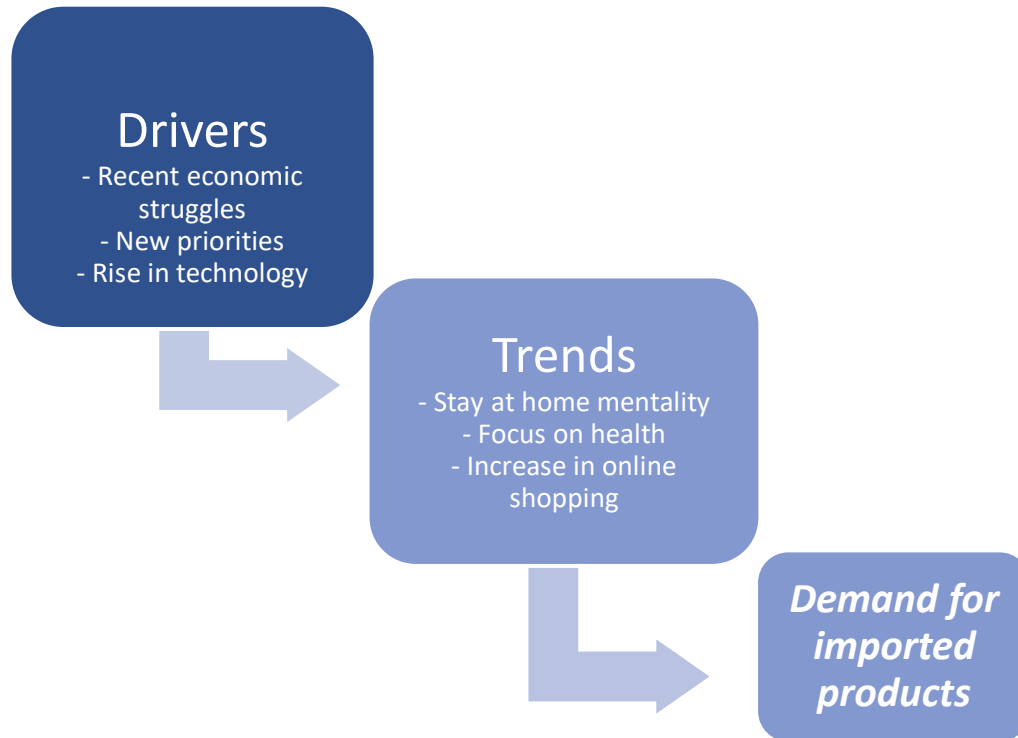 Drivers
- Recent economic
struggles
- New priorities
- Rise in technology
Trends
- Stay at home mentality
- Focus on health
- Increase in online
shopping
Demand for
imported
products